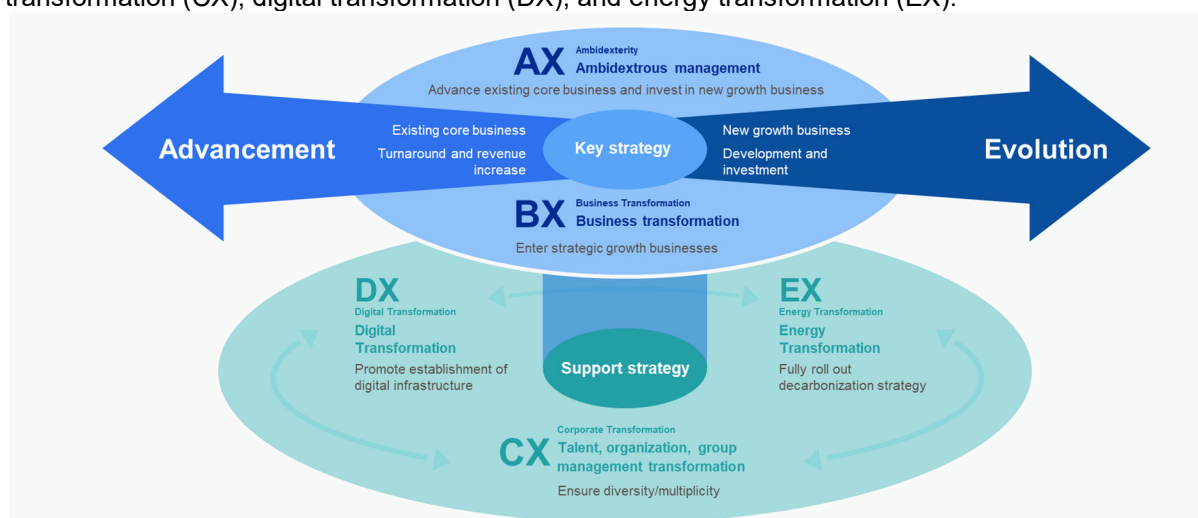 transformation (CX), digital transformation (DX), and energy transformation (EX).
AX
Ambidexterity
Ambidextrous management
Advance existing core business and invest in new growth business
Advancement
Existing core business
Turnaround and revenue
increase
Key strategy
New growth business
Development and
investment
Evolution
BX
Business Transformation
Business transformation
Enter strategic growth businesses
DX
Digital Transformation
Digital
Transformation
Promote establishment of
digital infrastructure
Support strategy
EX
Energy Transformation
Energy
Transformation
Fully roll out
decarbonization strategy
CX
Corporate Transformation
Talent, organization, group
management transformation
Ensure diversity/multiplicity